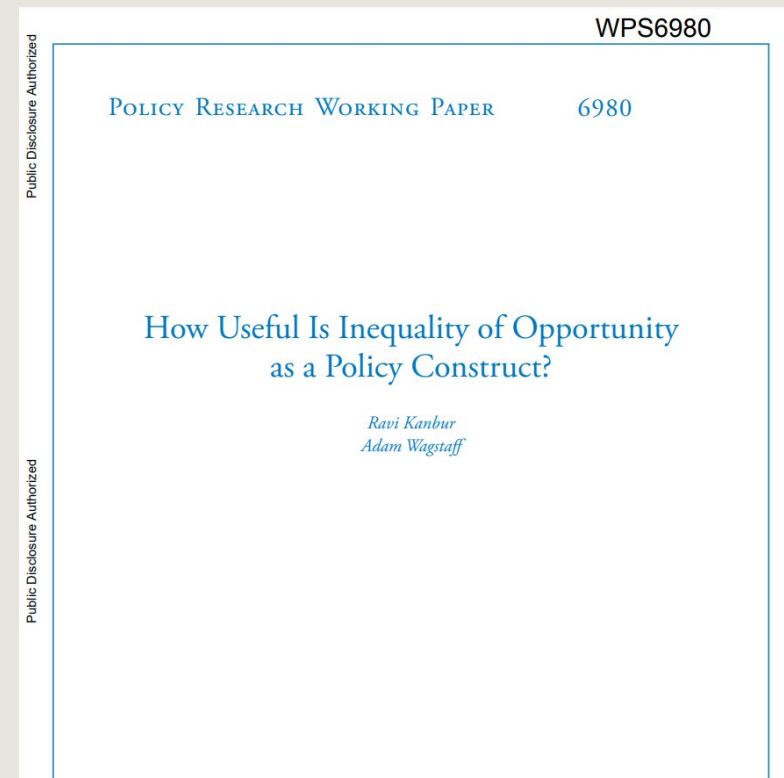 WPS6980
Public Disclosure Authorized
POLICY RESEARCH WORKING PAPER 6980
How Useful Is Inequality of Opportunity
as a Policy Construct?
Ravi Kanbur
Adam Wagstaff
Public Disclosure Authorized